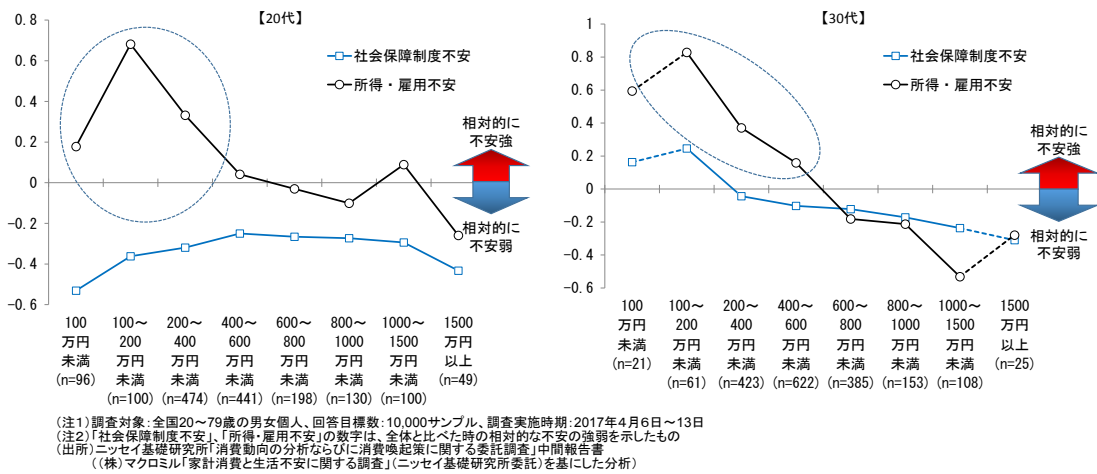 【20代】
0.8
0.6
0.4
0.2
0
-0.2
-0.4
-0.6
社会保障制度不安
所得・雇用不安
相対的に
不安強
相対的に
不安弱
100
万円
未満
(n=96)
100～
200
万円
未満
(n=100)
200～
400
万円
未満
(n=474)
400～
600
万円
未満
(n=441)
600～
800
万円
未満
(n=198)
800～
1000
万円
未満
(n=130)
1000～
1500
万円
未満
(n=100)
1500
万円
以上
(n=49)
【30代】
1
0.8
0.6
0.4
0.2
0
-0.2
-0.4
-0.6
社会保障制度不安
所得・雇用不安
相対的に
不安強
相対的に
不安弱
100
万円
未満
(n=21)
100～
200
万円
未満
(n=61)
200～
400
万円
未満
(n=423)
400～
600
万円
未満
(n=622)
600～
800
万円
未満
(n=385)
800～
1000
万円
未満
(n=153)
1000～
1500
万円
未満
(n=108)
1500
万円
以上
(n=25)
(注1)調査対象：全国20～79歳の男女個人、回答目標数：10,000サンプル、調査実施時期：2017年4月6日～13日
(注2)「社会保障制度不安」、「所得・雇用不安」の数字は、全体と比べた時の相対的な不安の強弱を示したもの
(出所)ニッセイ基礎研究所「消費動向の分析ならびに消費喚起策に関する委託調査」中間報告書
((株)マクロミル「家計消費と生活不安に関する調査」(ニッセイ基礎研究所委託)を基にした分析)